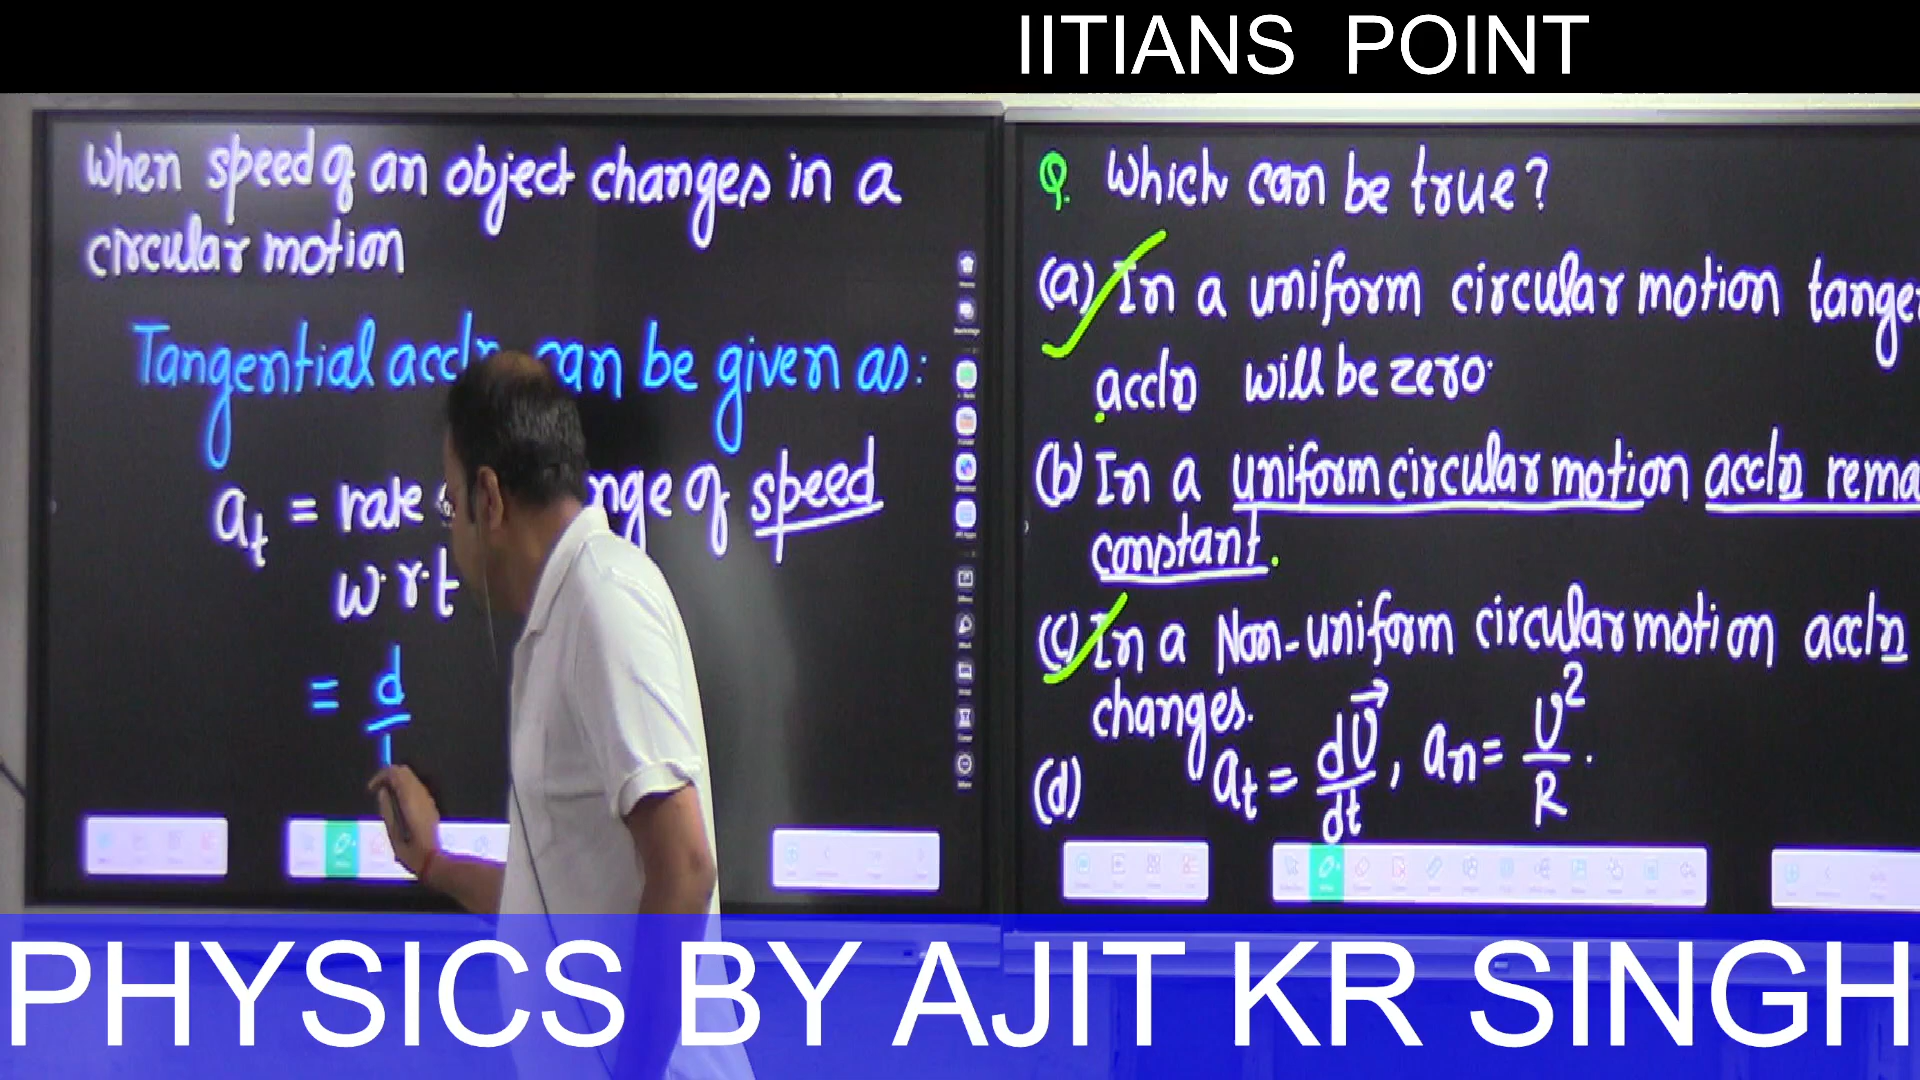 IITIANS POINT
When speed of an object changes in a
circular motion
Tangential accln can be given as:
at = rate nge of speed
w.r.t
= d
Q. Which can be true?
(a) In a uniform circular motion tange
accln will be zero.
(b) In a uniform circular motion accln rema
constant.
(c) In a Non-uniform circular motion accln
changes.
(d) at = dv⃗/dt, an = v²/R.
PHYSICS BY AJIT KR SINGH